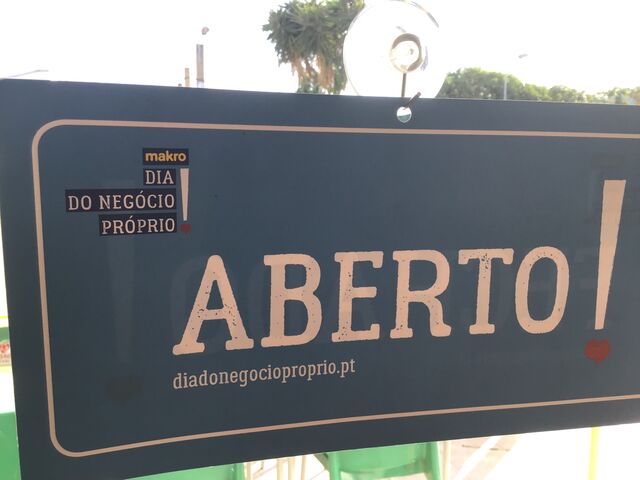 makro
DIA
DO NEGÓCIO
PRÓPRIO!
ABERTO!
diadonegocioproprio.pt